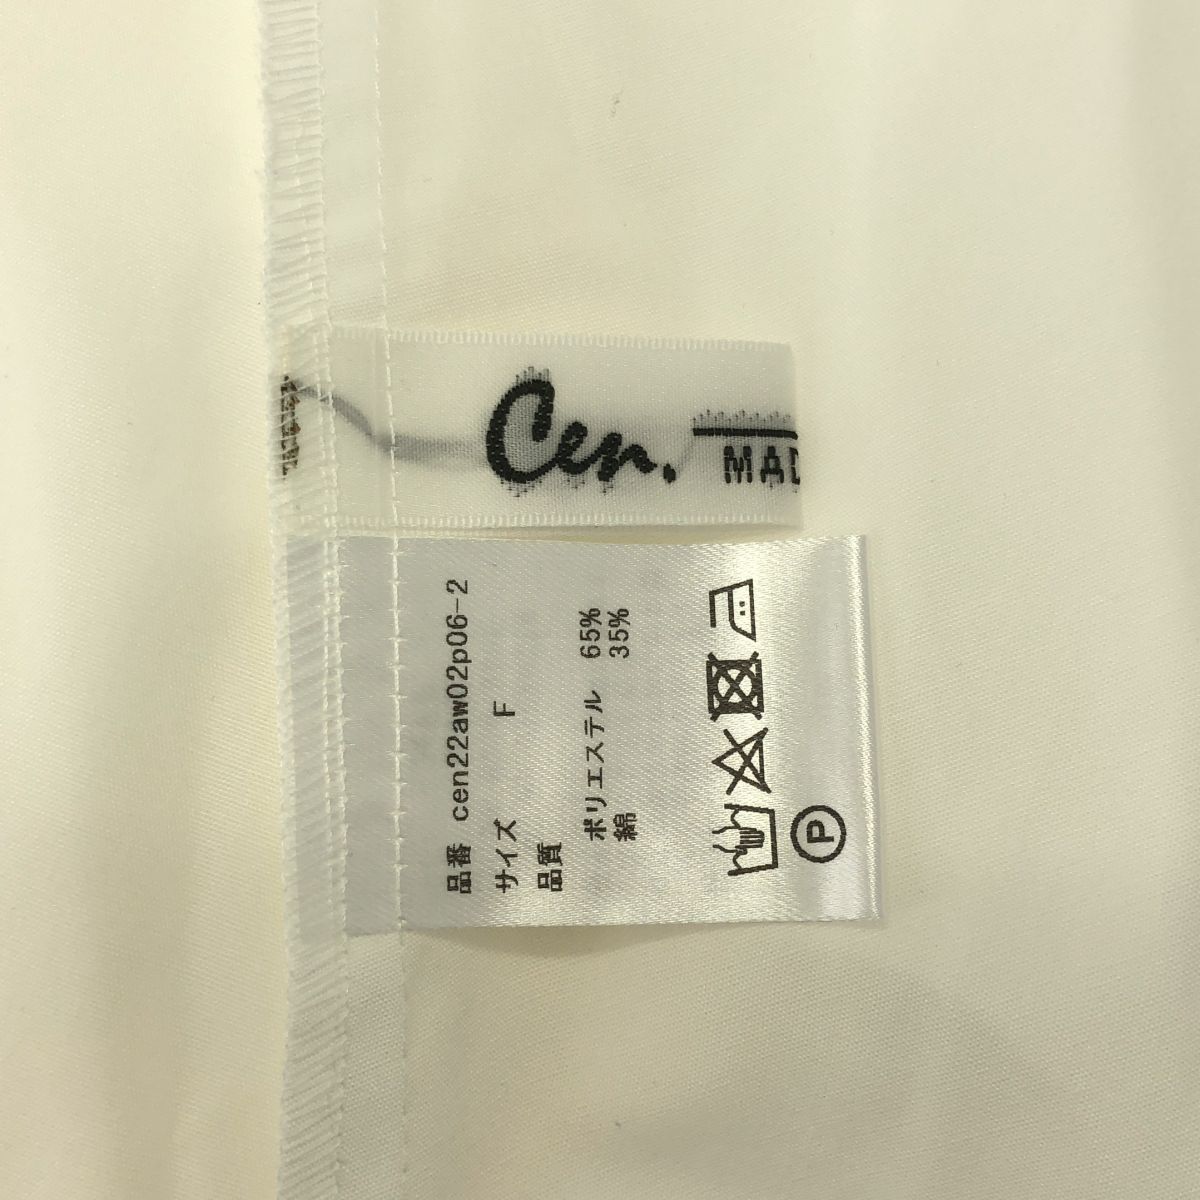 Cen.
MAD
品番 cen22aw02p06-2
サイズ F
品質
ポリエステル 65%
綿 35%
P